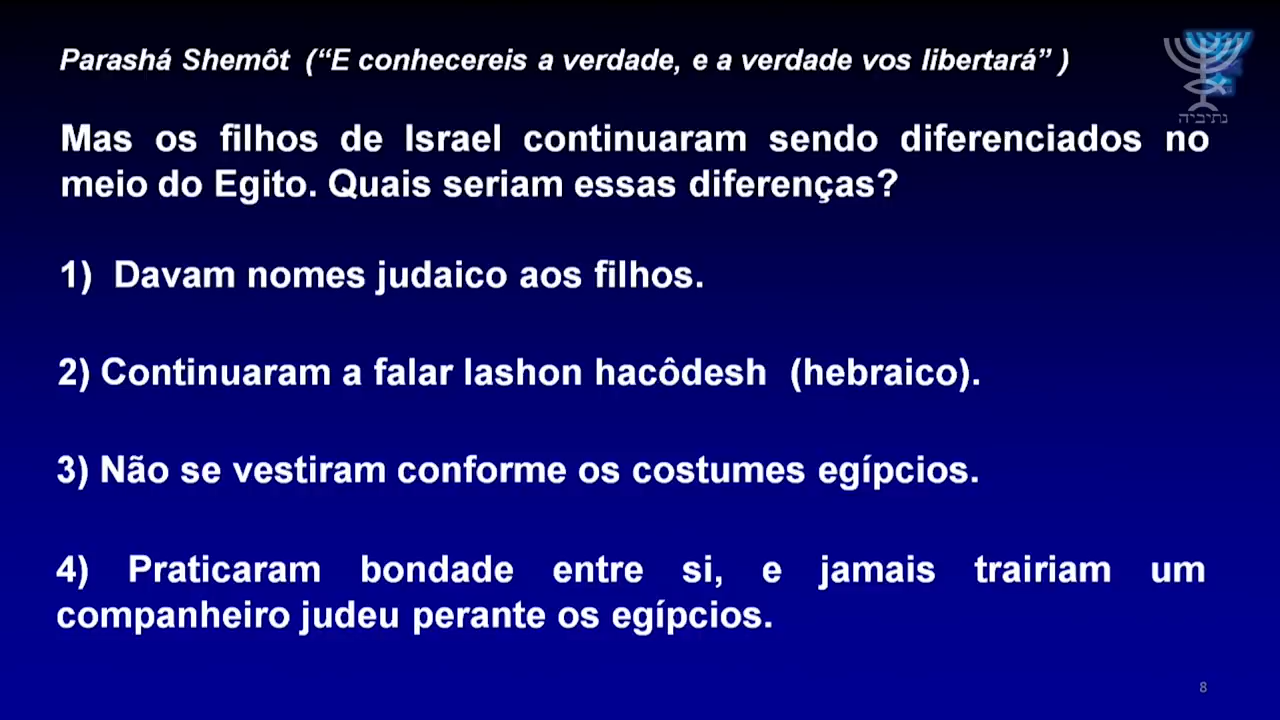 Parashá Shemôt (“E conhecereis a verdade, e a verdade vos libertará” )
נתיביה
Mas os filhos de Israel continuaram sendo diferenciados no
meio do Egito. Quais seriam essas diferenças?
1) Davam nomes judaico aos filhos.
2) Continuaram a falar lashon hacôdesh (hebraico).
3) Não se vestiram conforme os costumes egípcios.
4) Praticaram bondade entre si, e jamais trairiam um
companheiro judeu perante os egípcios.
8